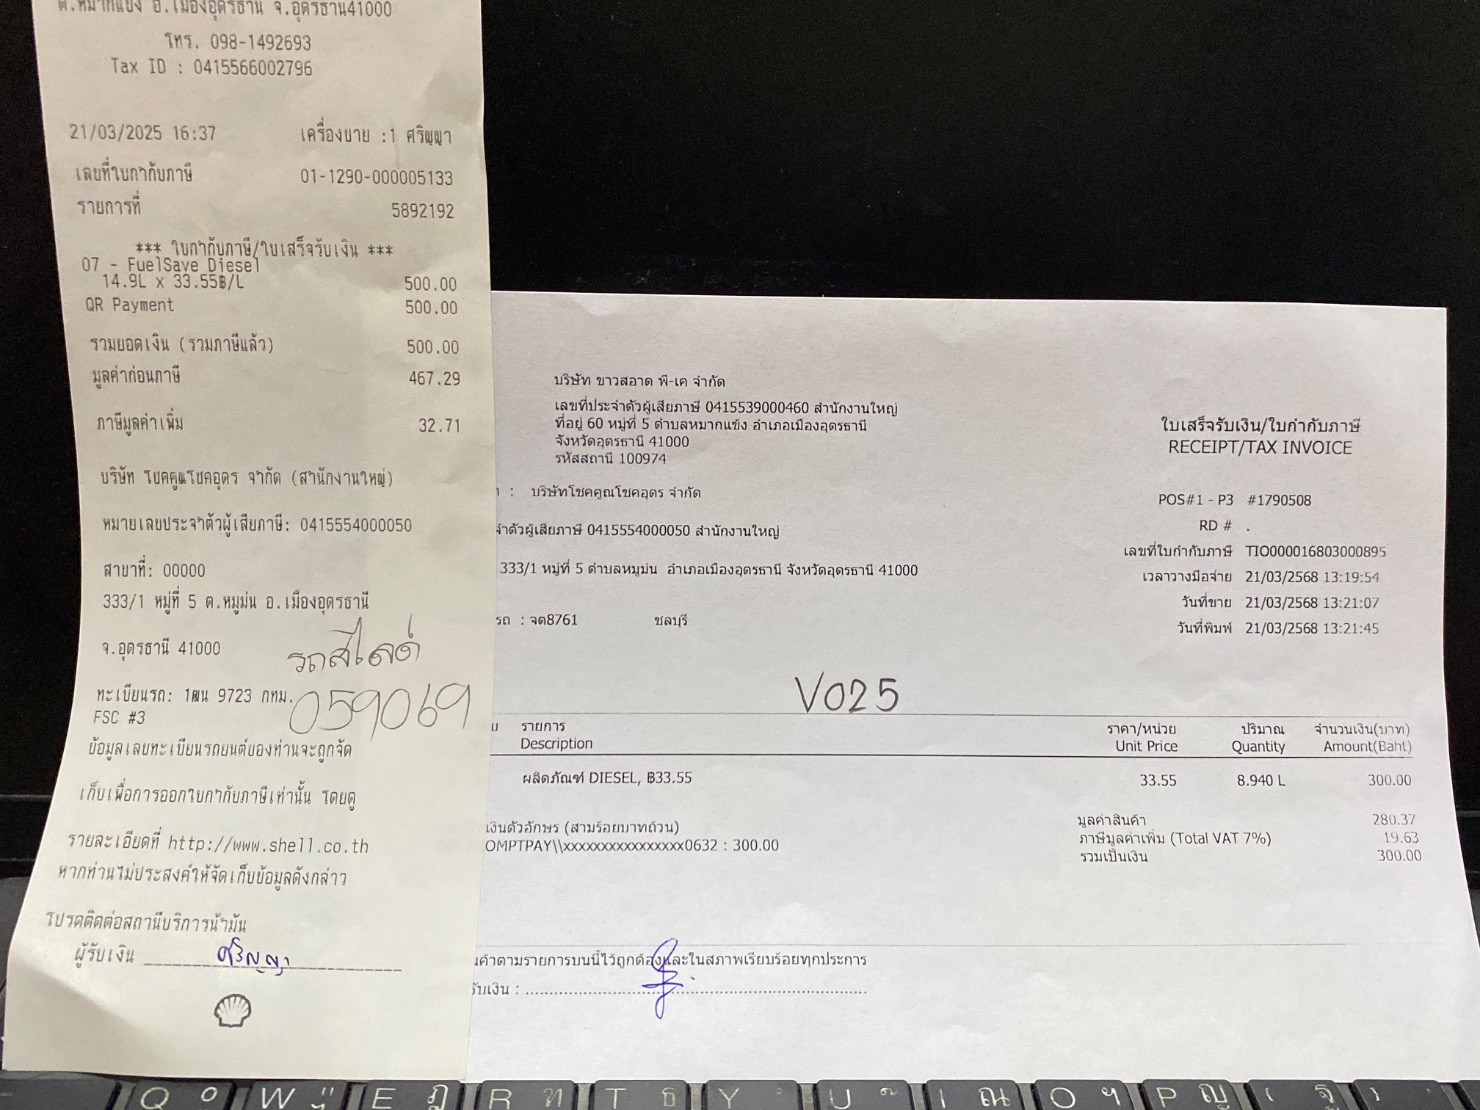 ต.หมากแข้ง อ.เมืองอุดรธานี จ.อุดรธานี41000
โทร. 098-1492693
Tax ID : 0415566002796
21/03/2025 16:37 เครื่องขาย :1 ศริญญา
เลขที่ใบกำกับภาษี 01-1290-000005133
รายการที่ 5892192
*** ใบกำกับภาษี/ใบเสร็จรับเงิน ***
07 - FuelSave Diesel
14.9L x 33.55฿/L 500.00
QR Payment 500.00
รวมยอดเงิน (รวมภาษีแล้ว) 500.00
มูลค่าก่อนภาษี 467.29
ภาษีมูลค่าเพิ่ม 32.71
บริษัท โชคคูณโชคอุดร จำกัด (สำนักงานใหญ่)
หมายเลขประจำตัวผู้เสียภาษี: 0415554000050
สาขาที่: 00000
333/1 หมู่ที่ 5 ต.หมูม่น อ.เมืองอุดรธานี
จ.อุดรธานี 41000
รถสไลด์
ทะเบียนรถ: 1ฒน 9723 กทม.
059069
FSC #3
ข้อมูลเลขทะเบียนรถยนต์ของท่านจะถูกจัด
เก็บเพื่อการออกใบกำกับภาษีเท่านั้น โดยดู
รายละเอียดที่ http://www.shell.co.th
หากท่านไม่ประสงค์ให้จัดเก็บข้อมูลดังกล่าว
โปรดติดต่อสถานีบริการน้ำมัน
ผู้รับเงิน ศริญญา
บริษัท ขาวสอาด พี-เค จำกัด
เลขที่ประจำตัวผู้เสียภาษี 0415539000460 สำนักงานใหญ่
ที่อยู่ 60 หมู่ที่ 5 ตำบลหมากแข้ง อำเภอเมืองอุดรธานี
จังหวัดอุดรธานี 41000
รหัสสถานี 100974
ใบเสร็จรับเงิน/ใบกำกับภาษี
RECEIPT/TAX INVOICE
: บริษัทโชคคูณโชคอุดร จำกัด
POS#1 - P3 #1790508
RD # .
จำตัวผู้เสียภาษี 0415554000050 สำนักงานใหญ่
เลขที่ใบกำกับภาษี TIO000016803000895
333/1 หมู่ที่ 5 ตำบลหมูม่น อำเภอเมืองอุดรธานี จังหวัดอุดรธานี 41000
เวลาวางมือจ่าย 21/03/2568 13:19:54
วันที่ขาย 21/03/2568 13:21:07
รถ : จต8761 ชลบุรี
วันที่พิมพ์ 21/03/2568 13:21:45
V025
รายการ ราคา/หน่วย ปริมาณ จำนวนเงิน(บาท)
Description Unit Price Quantity Amount(Baht)
ผลิตภัณฑ์ DIESEL, ฿33.55 33.55 8.940 L 300.00
เงินตัวอักษร (สามร้อยบาทถ้วน) มูลค่าสินค้า 280.37
OMPTPAY\\xxxxxxxxxxxxxxxx0632 : 300.00 ภาษีมูลค่าเพิ่ม (Total VAT 7%) 19.63
รวมเป็นเงิน 300.00
นค้าตามรายการบนนี้ไว้ถูกต้องและในสภาพเรียบร้อยทุกประการ
รับเงิน :
Q W E ฎ R ฑ T ธ Y U I ณ O ฯ P ญ ฐ